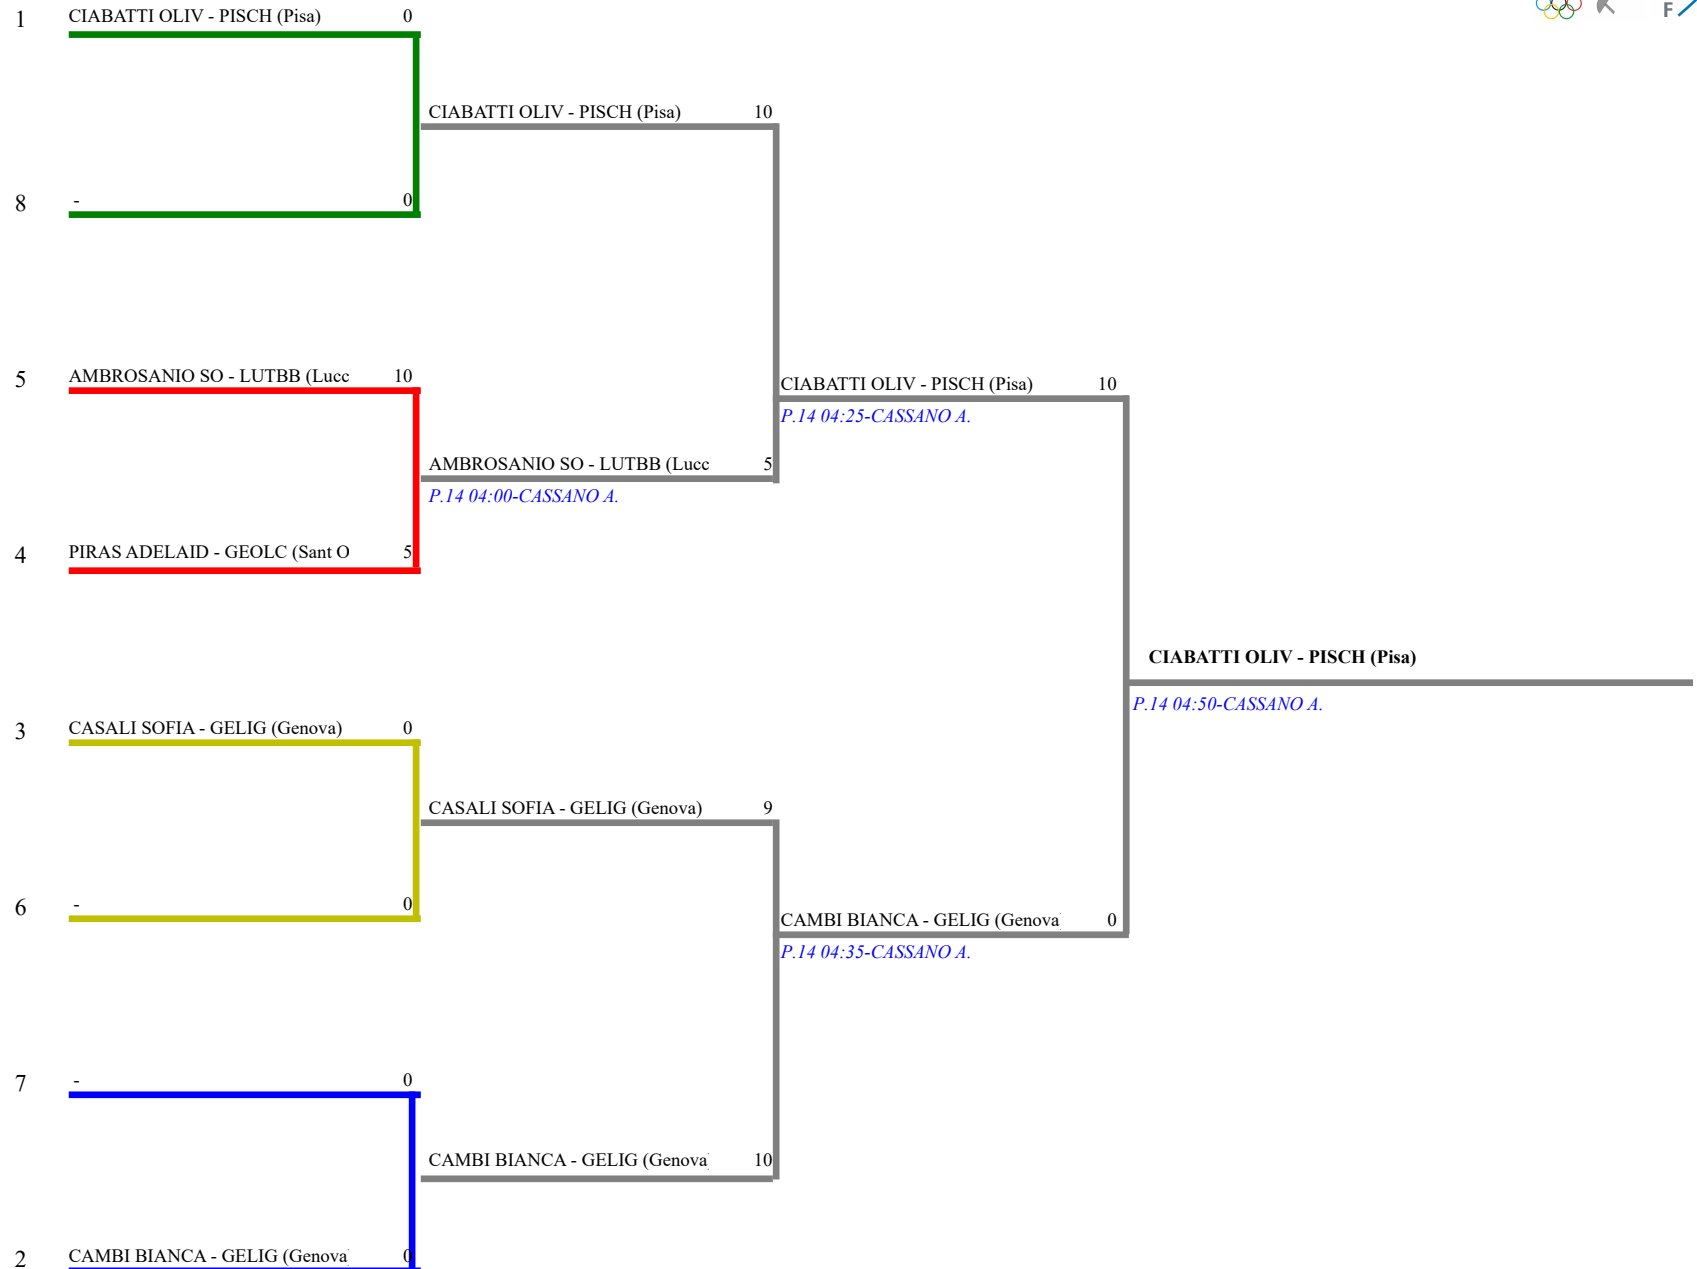 1 CIABATTI OLIV - PISCH (Pisa) 0
F
CIABATTI OLIV - PISCH (Pisa) 10
8 - 0
5 AMBROSANIO SO - LUTBB (Lucc 10
CIABATTI OLIV - PISCH (Pisa) 10
P.14 04:25-CASSANO A.
AMBROSANIO SO - LUTBB (Lucc 5
P.14 04:00-CASSANO A.
4 PIRAS ADELAID - GEOLC (Sant O 5
CIABATTI OLIV - PISCH (Pisa)
P.14 04:50-CASSANO A.
3 CASALI SOFIA - GELIG (Genova) 0
CASALI SOFIA - GELIG (Genova) 9
6 - 0
CAMBI BIANCA - GELIG (Genova 0
P.14 04:35-CASSANO A.
7 - 0
CAMBI BIANCA - GELIG (Genova 10
2 CAMBI BIANCA - GELIG (Genova 0